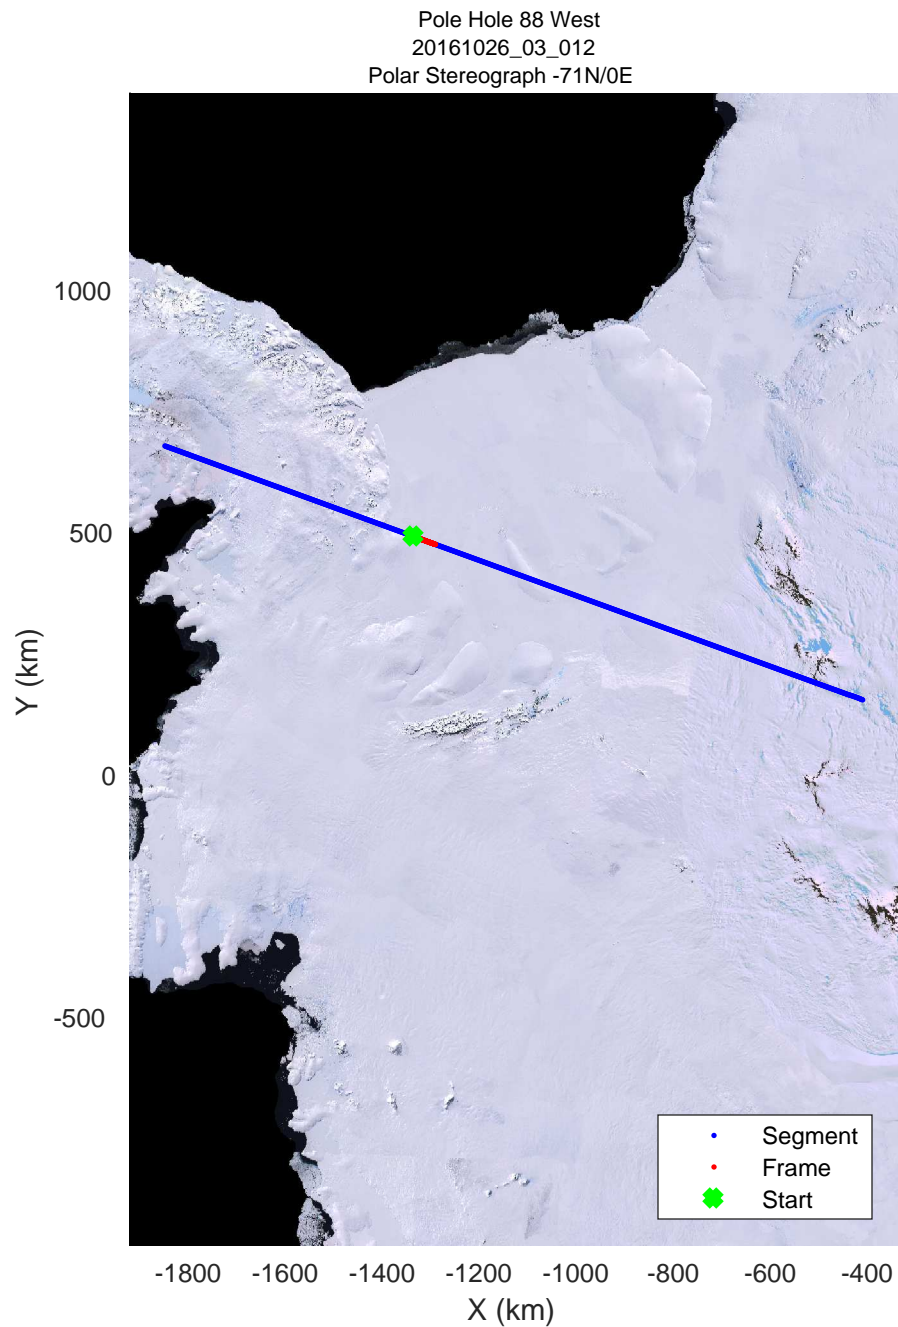 Pole Hole 88 West
20161026_03_012
Polar Stereograph -71N/0E
1000
500
0
-500
Y (km)
Segment
Frame
Start
-1800 -1600 -1400 -1200 -1000 -800 -600 -400
X (km)